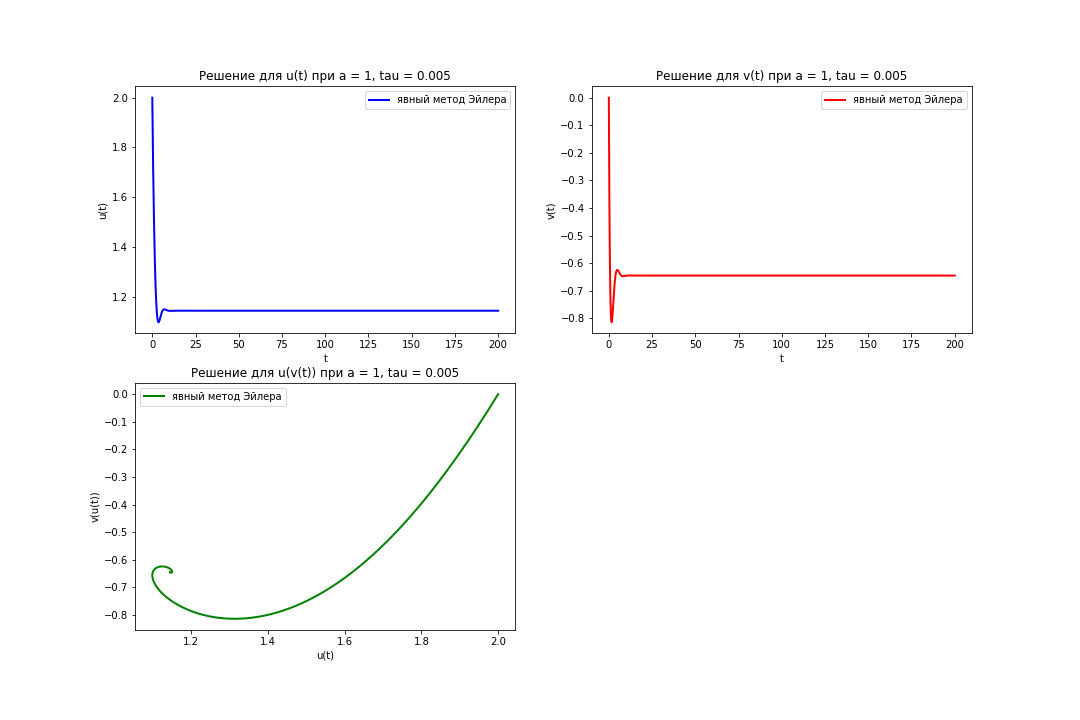 Решение для u(t) при a = 1, tau = 0.005
явный метод Эйлера
2.0
1.8
1.6
1.4
1.2
u(t)
0 25 50 75 100 125 150 175 200
t
Решение для v(t) при a = 1, tau = 0.005
явный метод Эйлера
0.0
−0.1
−0.2
−0.3
−0.4
−0.5
−0.6
−0.7
−0.8
v(t)
0 25 50 75 100 125 150 175 200
t
Решение для u(v(t)) при a = 1, tau = 0.005
явный метод Эйлера
0.0
−0.1
−0.2
−0.3
−0.4
−0.5
−0.6
−0.7
−0.8
v(u(t))
1.2 1.4 1.6 1.8 2.0
u(t)